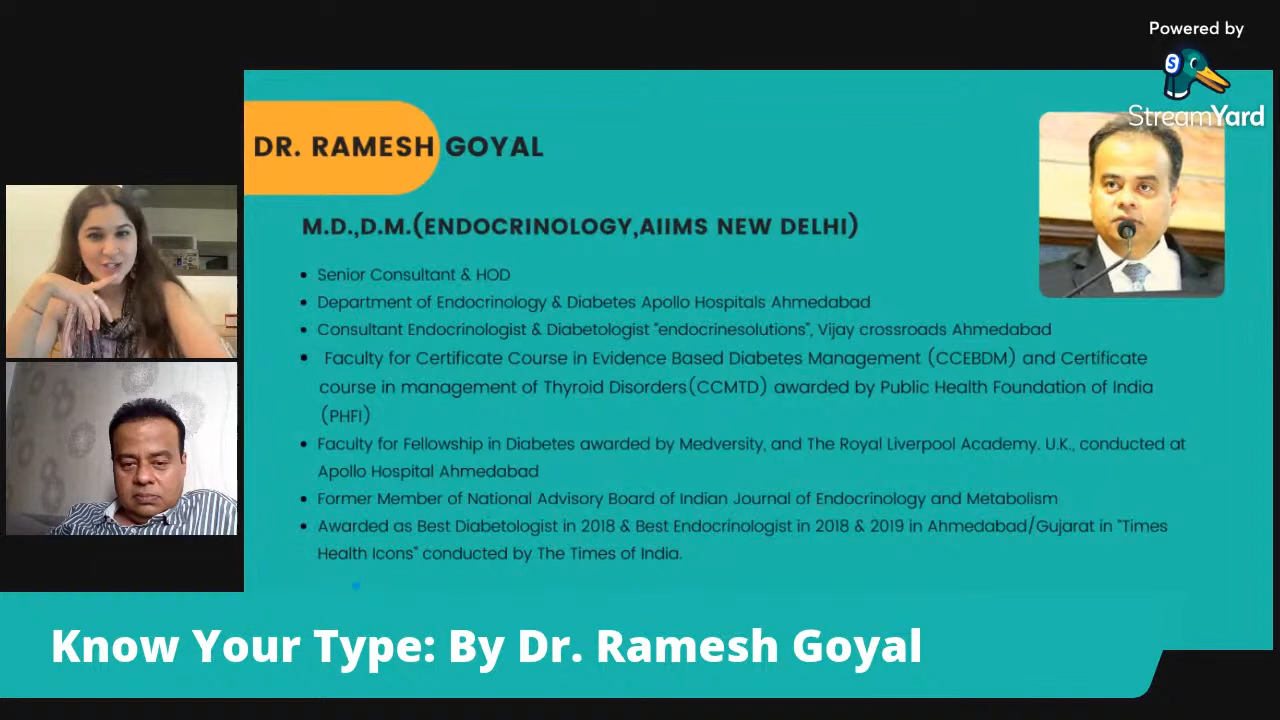 Powered by
StreamYard
DR. RAMESH GOYAL
M.D.,D.M.(ENDOCRINOLOGY,AIIMS NEW DELHI)
• Senior Consultant & HOD
• Department of Endocrinology & Diabetes Apollo Hospitals Ahmedabad
• Consultant Endocrinologist & Diabetologist "endocrinesolutions", Vijay crossroads Ahmedabad
• Faculty for Certificate Course in Evidence Based Diabetes Management (CCEBDM) and Certificate
course in management of Thyroid Disorders(CCMTD) awarded by Public Health Foundation of India
(PHFI)
• Faculty for Fellowship in Diabetes awarded by Medversity, and The Royal Liverpool Academy. U.K., conducted at
Apollo Hospital Ahmedabad
• Former Member of National Advisory Board of Indian Journal of Endocrinology and Metabolism
• Awarded as Best Diabetologist in 2018 & Best Endocrinologist in 2018 & 2019 in Ahmedabad/Gujarat in "Times
Health Icons" conducted by The Times of India.
Know Your Type: By Dr. Ramesh Goyal